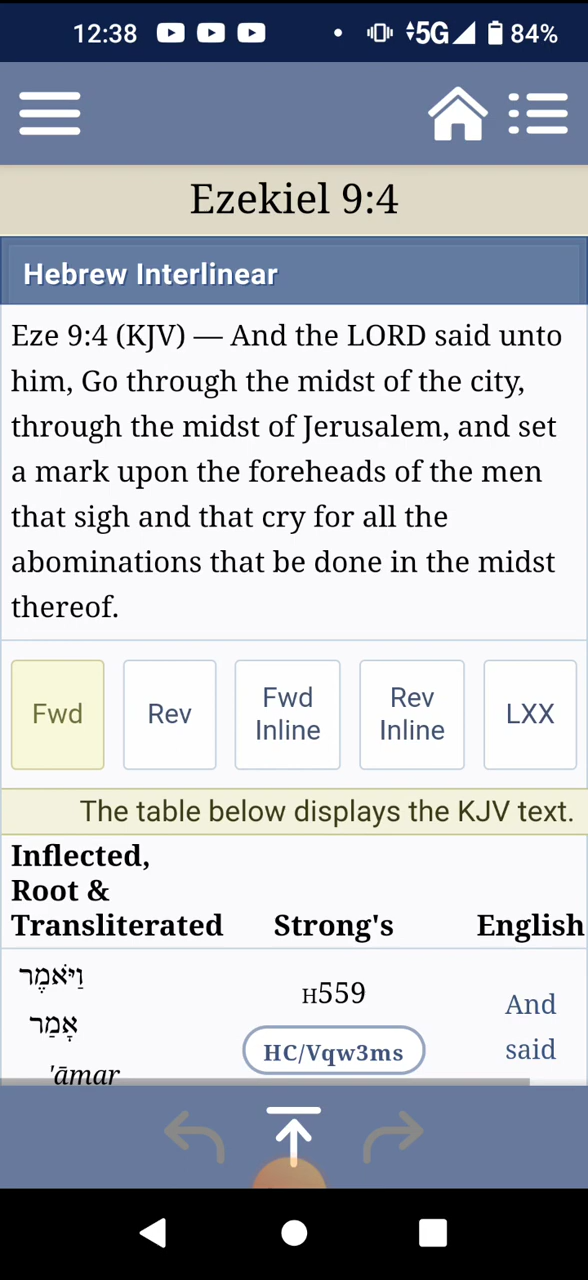 12:38
5G
84%
Ezekiel 9:4
Hebrew Interlinear
Eze 9:4 (KJV) — And the LORD said unto
him, Go through the midst of the city,
through the midst of Jerusalem, and set
a mark upon the foreheads of the men
that sigh and that cry for all the
abominations that be done in the midst
thereof.
Fwd
Rev
Fwd
Inline
Rev
Inline
LXX
The table below displays the KJV text.
Inflected,
Root &
Transliterated
Strong's
English
וַיֹּאמֶר
אָמַר
'āmar
H559
HC/Vqw3ms
And
said